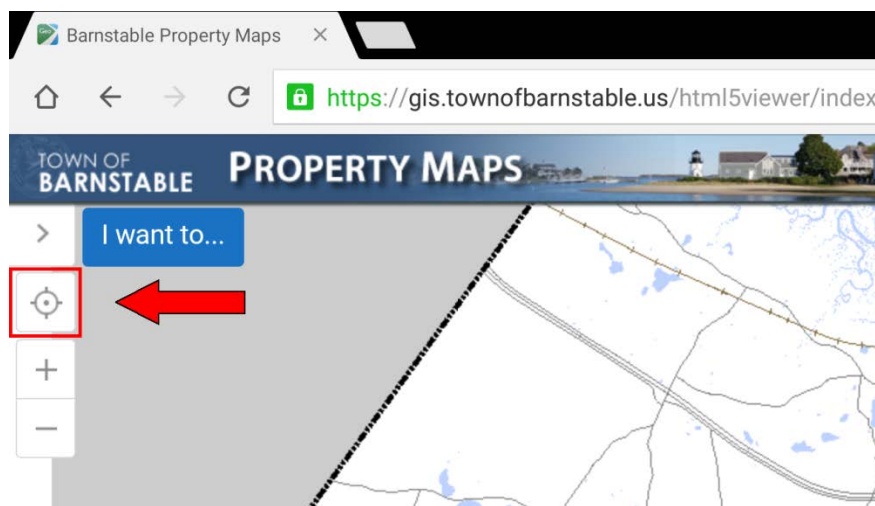 Barnstable Property Maps
https://gis.townofbarnstable.us/html5viewer/index
TOWN OF
BARNSTABLE
PROPERTY MAPS
I want to...